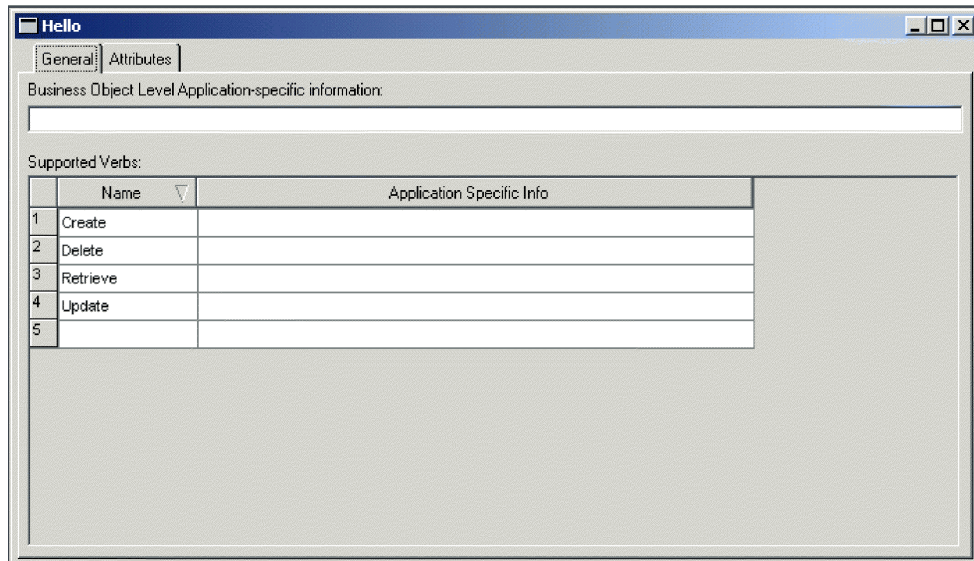 Hello
General Attributes
Business Object Level Application-specific information:
Supported Verbs:
Name Application Specific Info
1 Create
2 Delete
3 Retrieve
4 Update
5